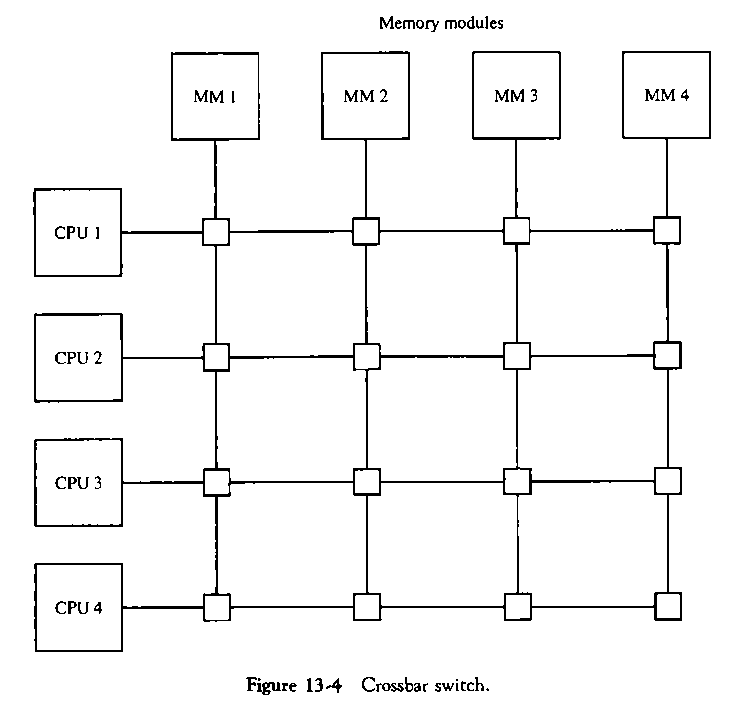 Memory modules
MM 1
MM 2
MM 3
MM 4
CPU 1
CPU 2
CPU 3
CPU 4
Figure 13-4 Crossbar switch.